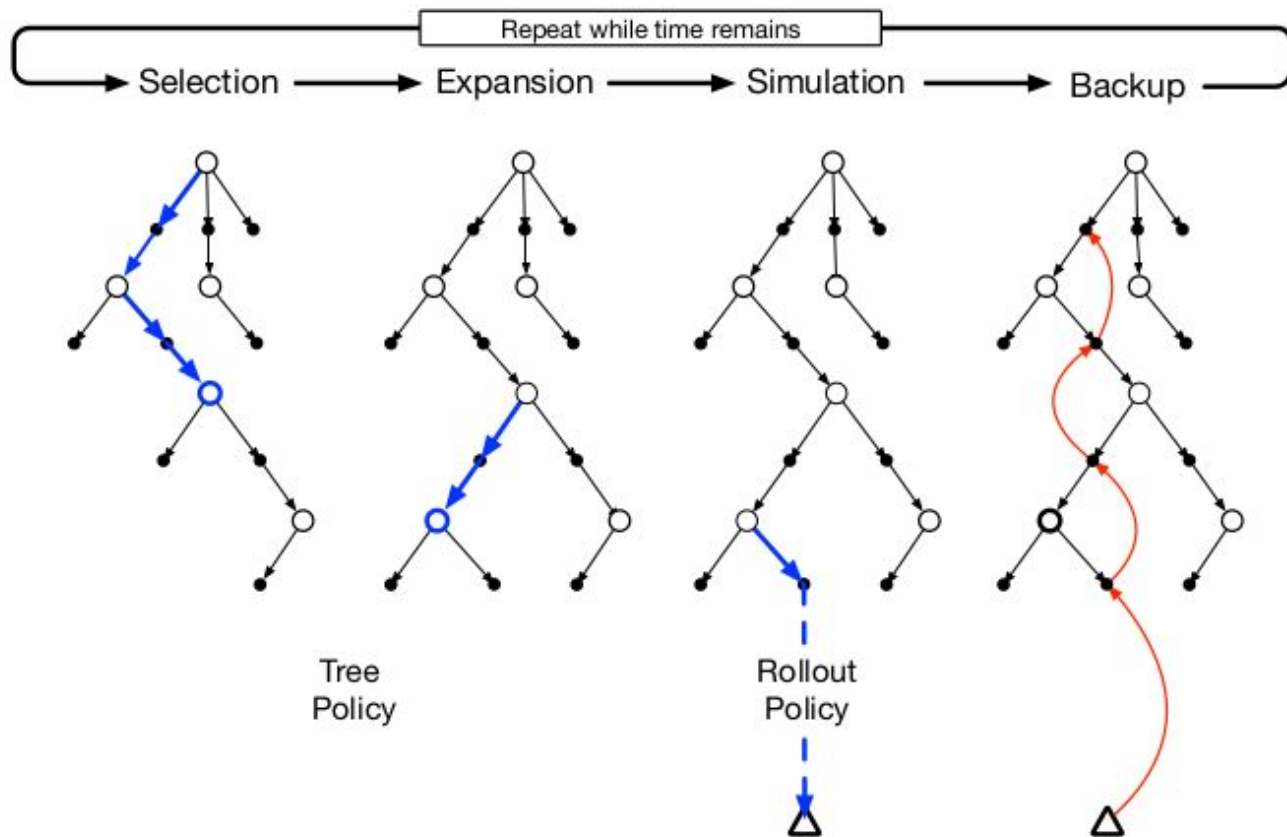 Repeat while time remains
Selection
Expansion
Simulation
Backup
Tree
Policy
Rollout
Policy